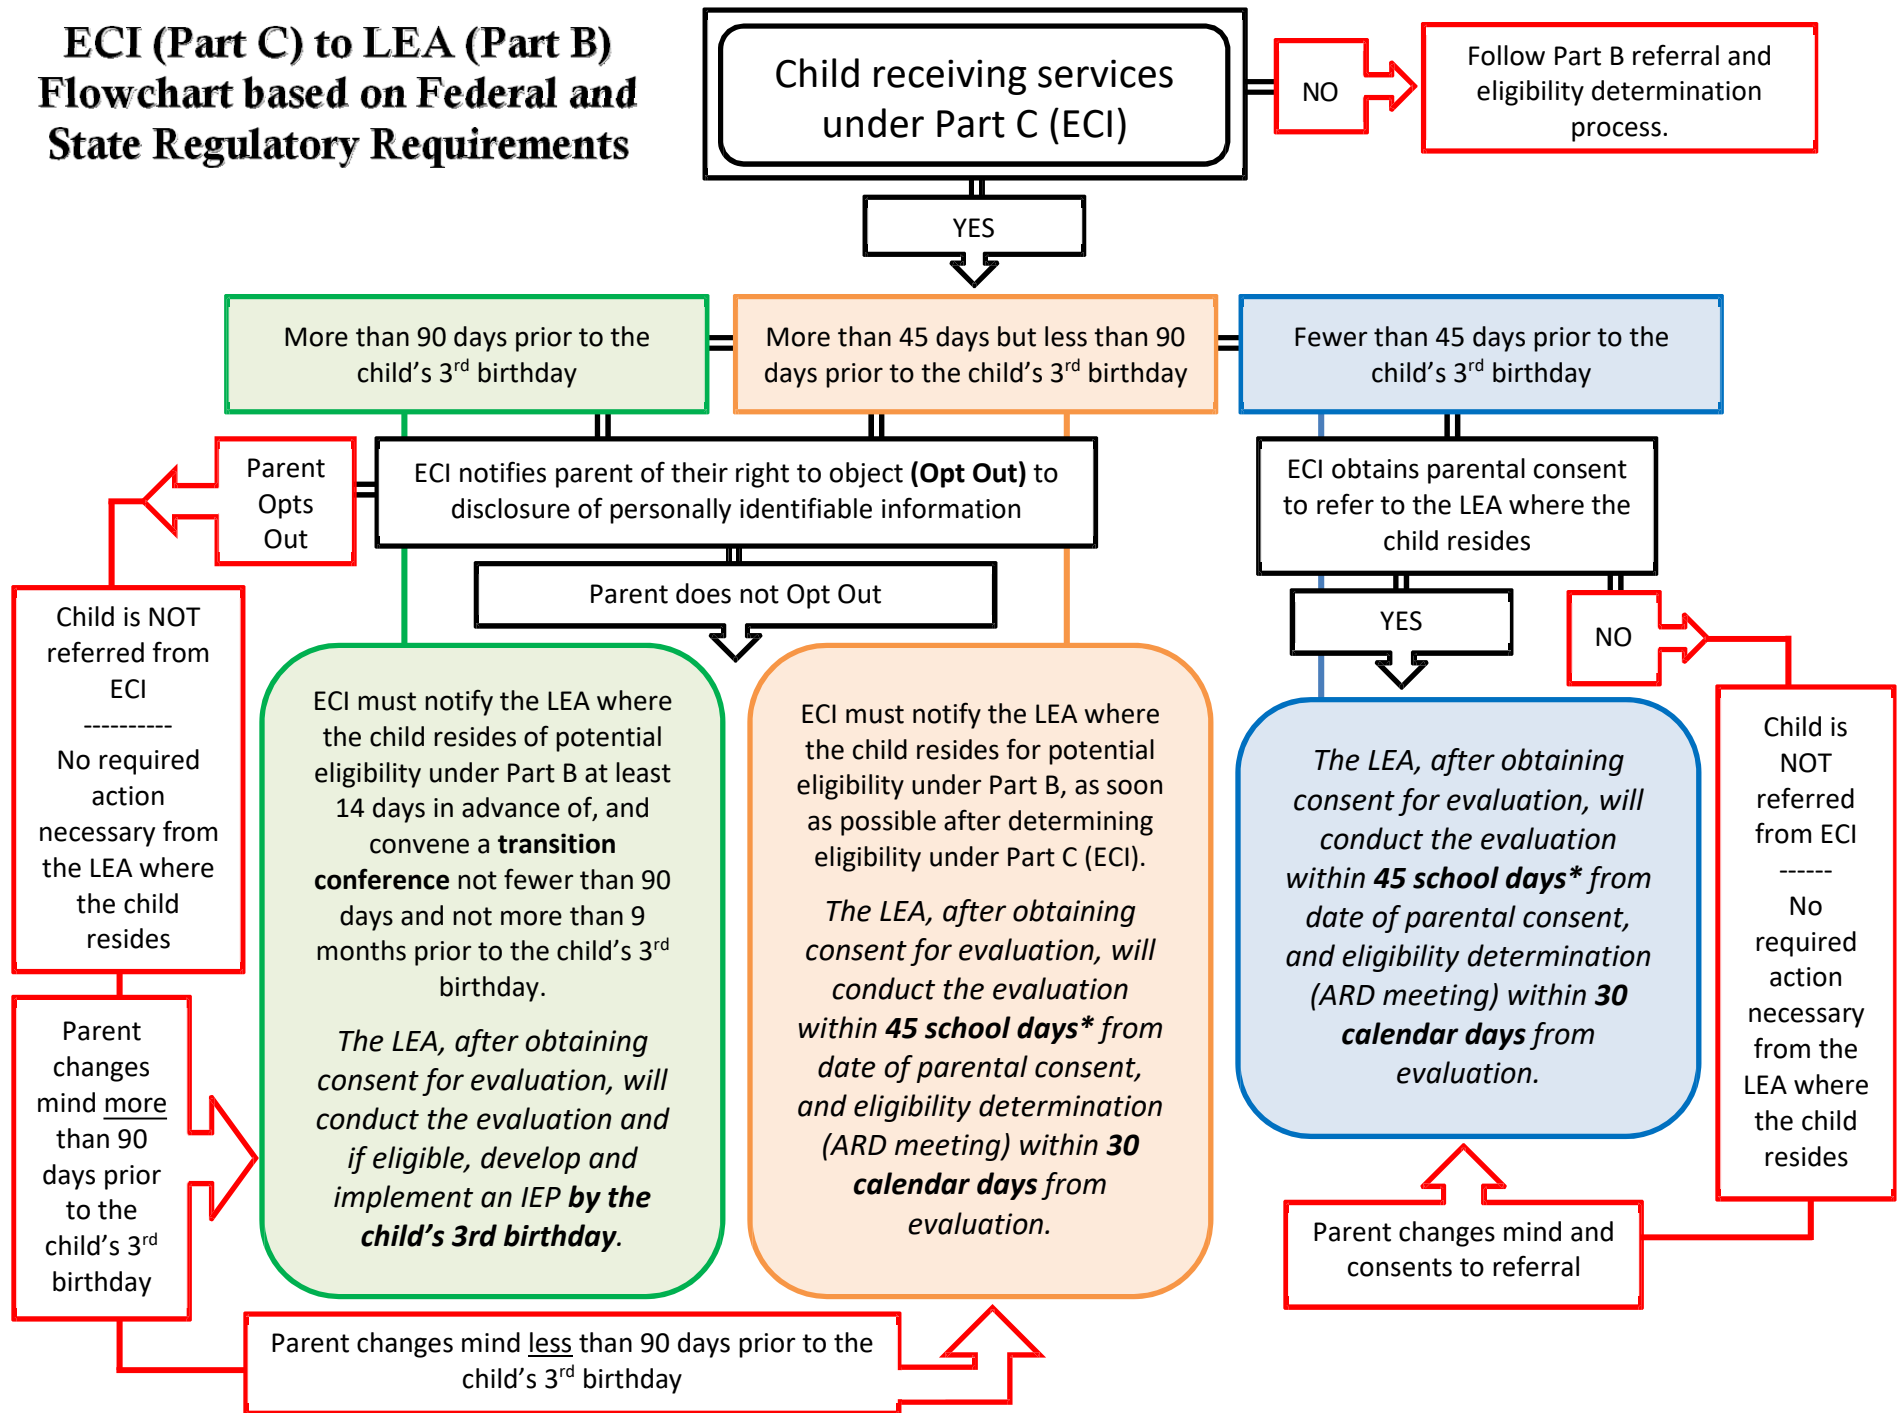 ECI (Part C) to LEA (Part B)
Flowchart based on Federal and
State Regulatory Requirements
Child receiving services
under Part C (ECI)
NO
Follow Part B referral and
eligibility determination
process.
YES
More than 90 days prior to the
child’s 3rd birthday
More than 45 days but less than 90
days prior to the child’s 3rd birthday
Fewer than 45 days prior to the
child’s 3rd birthday
Parent
Opts
Out
ECI notifies parent of their right to object (Opt Out) to
disclosure of personally identifiable information
ECI obtains parental consent
to refer to the LEA where the
child resides
Parent does not Opt Out
YES
NO
Child is NOT
referred from
ECI
----------
No required
action
necessary from
the LEA where
the child
resides
ECI must notify the LEA where
the child resides of potential
eligibility under Part B at least
14 days in advance of, and
convene a transition
conference not fewer than 90
days and not more than 9
months prior to the child’s 3rd
birthday.
The LEA, after obtaining
consent for evaluation, will
conduct the evaluation and
if eligible, develop and
implement an IEP by the
child’s 3rd birthday.
ECI must notify the LEA where
the child resides for potential
eligibility under Part B, as soon
as possible after determining
eligibility under Part C (ECI).
The LEA, after obtaining
consent for evaluation, will
conduct the evaluation
within 45 school days* from
date of parental consent,
and eligibility determination
(ARD meeting) within 30
calendar days from
evaluation.
The LEA, after obtaining
consent for evaluation, will
conduct the evaluation
within 45 school days* from
date of parental consent,
and eligibility determination
(ARD meeting) within 30
calendar days from
evaluation.
Child is
NOT
referred
from ECI
------
No
required
action
necessary
from the
LEA where
the child
resides
Parent
changes
mind more
than 90
days prior
to the
child’s 3rd
birthday
Parent changes mind and
consents to referral
Parent changes mind less than 90 days prior to the
child’s 3rd birthday